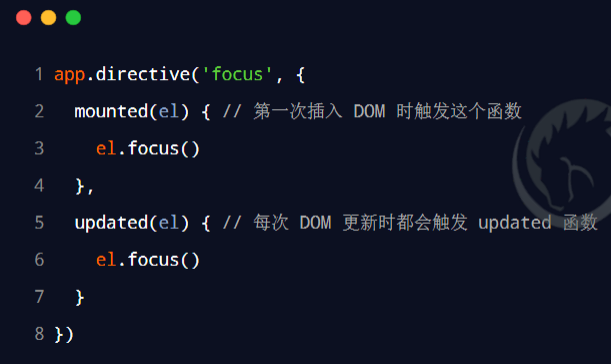 1 app.directive('focus', {
2 mounted(el) { // 第一次插入 DOM 时触发这个函数
3 el.focus()
4 },
5 updated(el) { // 每次 DOM 更新时都会触发 updated 函数
6 el.focus()
7 }
8 })